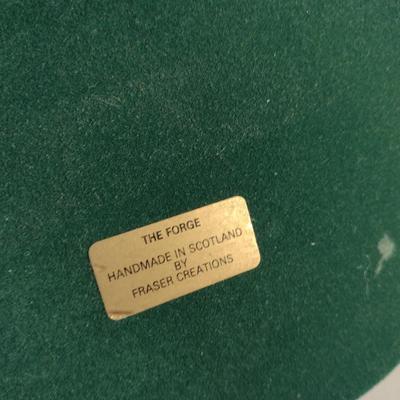 THE FORGE
HANDMADE IN SCOTLAND
BY
FRASER CREATIONS